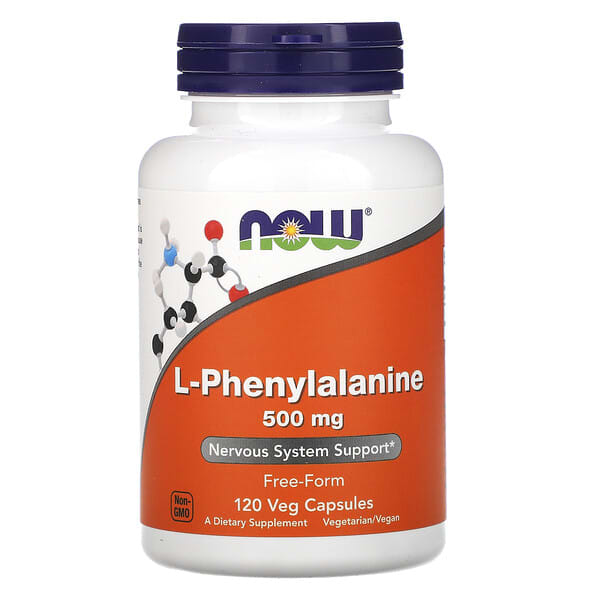 NOW®
L-Phenylalanine
500 mg
Nervous System Support*
Free-Form
120 Veg Capsules
Non-
GMO
A Dietary Supplement Vegetarian/Vegan